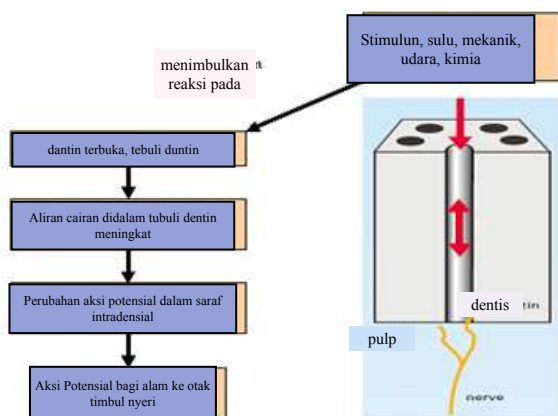 Stimulun, sulu, mekanik,
udara, kimia
menimbulkan
reaksi pada
dantin terbuka, tebuli duntin
Aliran cairan didalam tubuli dentin
meningkat
Perubahan aksi potensial dalam saraf
intradensial
Aksi Potensial bagi alam ke otak
timbul nyeri
dentis
pulp
nerve